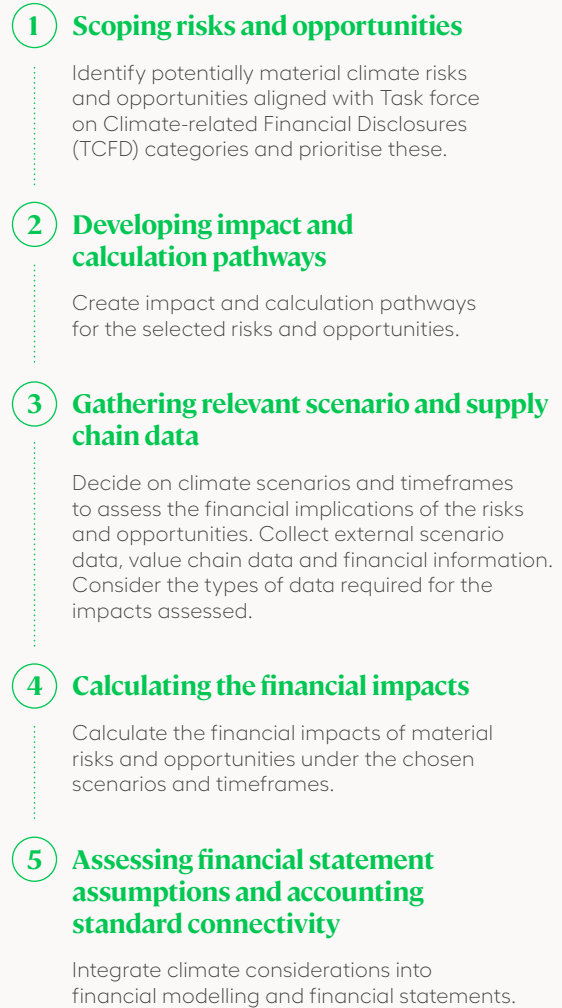 1 Scoping risks and opportunities
Identify potentially material climate risks
and opportunities aligned with Task force
on Climate-related Financial Disclosures
(TCFD) categories and prioritise these.
2 Developing impact and
calculation pathways
Create impact and calculation pathways
for the selected risks and opportunities.
3 Gathering relevant scenario and supply
chain data
Decide on climate scenarios and timeframes
to assess the financial implications of the risks
and opportunities. Collect external scenario
data, value chain data and financial information.
Consider the types of data required for the
impacts assessed.
4 Calculating the financial impacts
Calculate the financial impacts of material
risks and opportunities under the chosen
scenarios and timeframes.
5 Assessing financial statement
assumptions and accounting
standard connectivity
Integrate climate considerations into
financial modelling and financial statements.